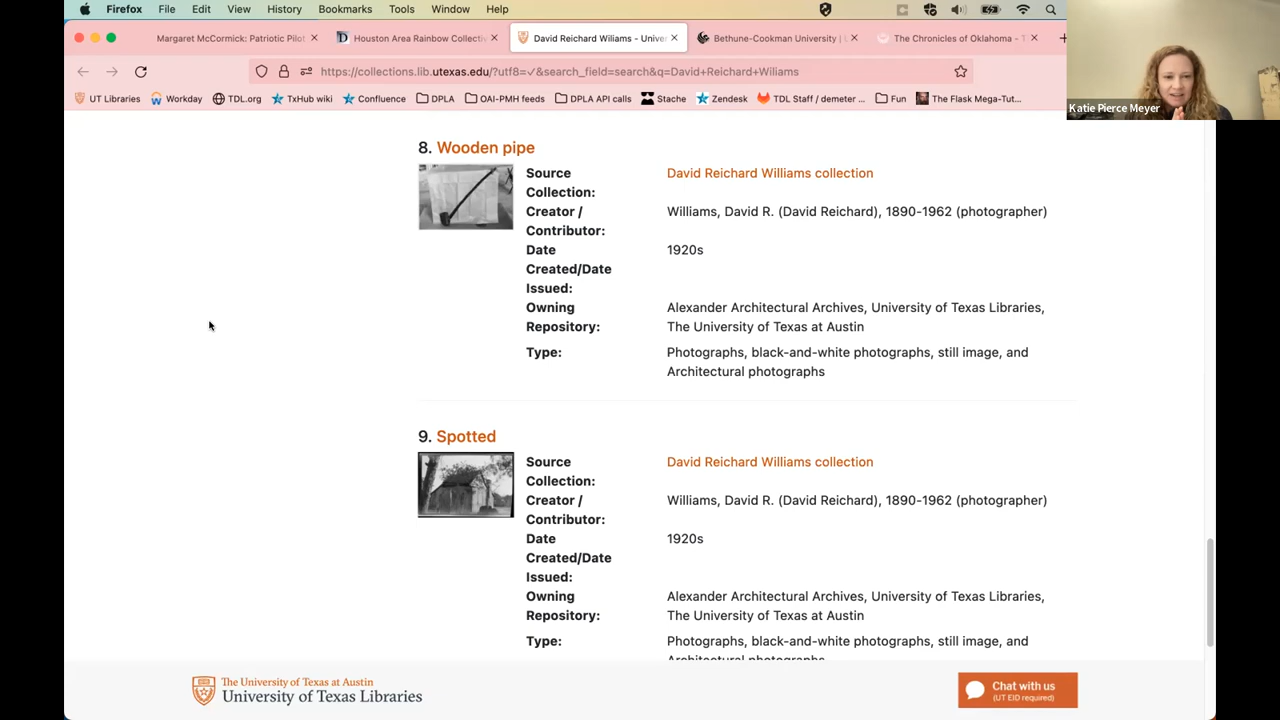 Firefox File Edit View History Bookmarks Tools Window Help
Margaret McCormick: Patriotic Pilot
Houston Area Rainbow Collecti
David Reichard Wiliams - Univer
Bethune-Cookman University | L
The Chronicles of Oklahoma - T
https://collections.lib.utexas.edu/?utf8=✓&search_field=search&q=David+Reichard+Wiliams
UT Libraries Workday TDL.org TxHub wiki Confluence DPLA OAI-PMH feeds DPLA API calls Stache Zendesk TDL Staff / demeter ... Fun The Flask Mega-Tut...
Katie Pierce Meyer
8. Wooden pipe
Source Collection: David Reichard Williams collection
Creator / Contributor: Williams, David R. (David Reichard), 1890-1962 (photographer)
Date Created/Date Issued: 1920s
Owning Repository: Alexander Architectural Archives, University of Texas Libraries,
The University of Texas at Austin
Type: Photographs, black-and-white photographs, still image, and
Architectural photographs
9. Spotted
Source Collection: David Reichard Williams collection
Creator / Contributor: Williams, David R. (David Reichard), 1890-1962 (photographer)
Date Created/Date Issued: 1920s
Owning Repository: Alexander Architectural Archives, University of Texas Libraries,
The University of Texas at Austin
Type: Photographs, black-and-white photographs, still image, and
Architectural photographs
The University of Texas at Austin
University of Texas Libraries
Chat with us
(UT EID required)